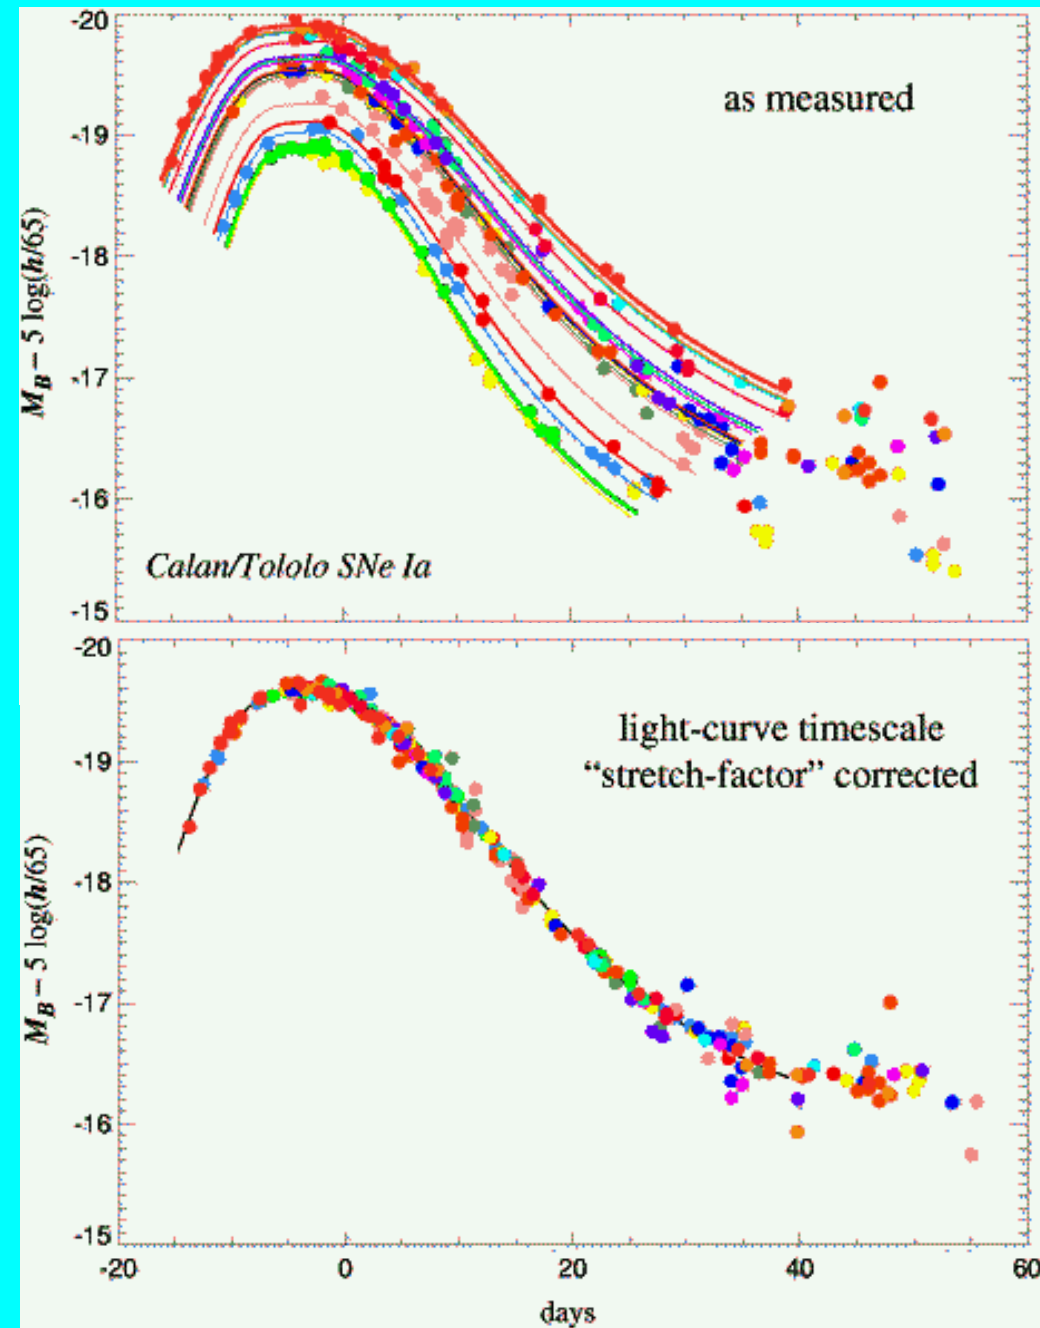 -20
-19
-18
-17
-16
-15
M_B – 5 log(h/65)
as measured
Calan/Tololo SNe Ia
-20
-19
-18
-17
-16
-15
M_B – 5 log(h/65)
light-curve timescale
“stretch-factor” corrected
-20 0 20 40 60
days